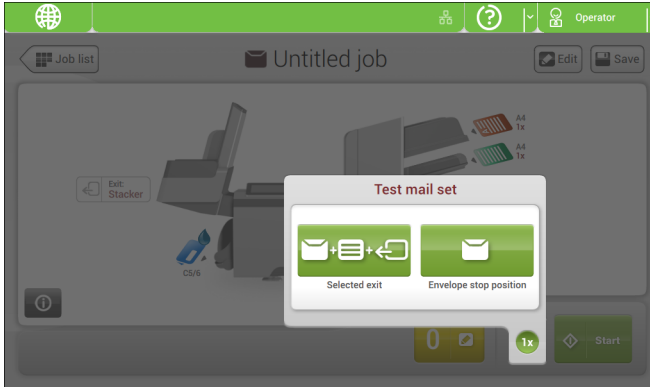 Operator
Job list
Untitled job
Edit
Save
A4
1x
A4
1x
Exit:
Stacker
C5/6
Test mail set
Selected exit
Envelope stop position
0
1x
Start